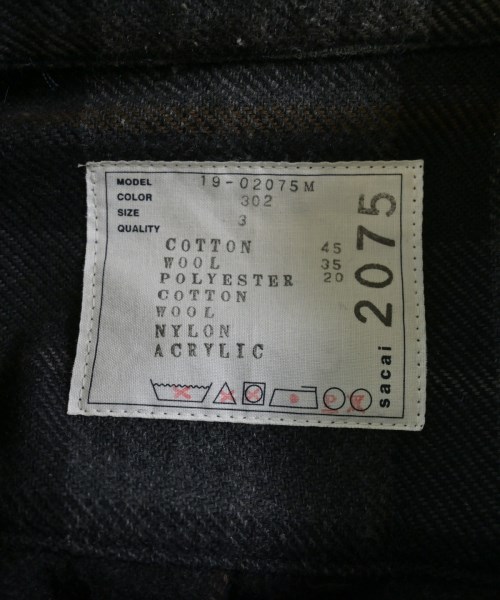 MODEL 19-02075M
COLOR 302
SIZE 3
QUALITY
COTTON 45
WOOL 35
POLYESTER 20
COTTON
WOOL
NYLON
ACRYLIC
sacai 2075